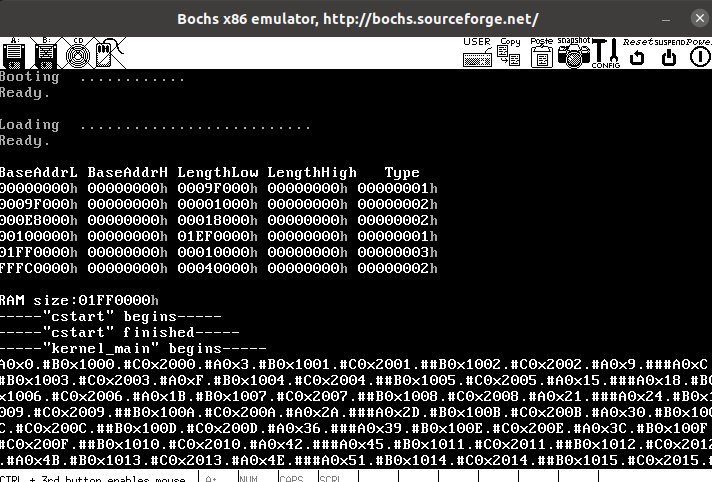 Bochs x86 emulator, http://bochs.sourceforge.net/
A: B: CD USER Copy Paste snapshot CONFIG Reset SUSPEND Power
Booting ............
Ready.
Loading ..........................
Ready.
BaseAddrL BaseAddrH LengthLow LengthHigh Type
00000000h 00000000h 0009F000h 00000000h 00000001h
0009F000h 00000000h 00001000h 00000000h 00000002h
000E8000h 00000000h 00018000h 00000000h 00000002h
00100000h 00000000h 01EF0000h 00000000h 00000001h
01FF0000h 00000000h 00010000h 00000000h 00000003h
FFFC0000h 00000000h 00040000h 00000000h 00000002h
RAM size:01FF0000h
-----"cstart" begins-----
-----"cstart" finished-----
-----"kernel_main" begins-----
A0x0.#B0x1000.#C0x2000.#A0x3.#B0x1001.#C0x2001.##B0x1002.#C0x2002.#A0x9.###A0xC
#B0x1003.#C0x2003.#A0xF.#B0x1004.#C0x2004.##B0x1005.#C0x2005.#A0x15.###A0x18.#B0
x1006.#C0x2006.#A0x1B.#B0x1007.#C0x2007.##B0x1008.#C0x2008.#A0x21.###A0x24.#B0x1
009.#C0x2009.##B0x100A.#C0x200A.#A0x2A.###A0x2D.#B0x100B.#C0x200B.#A0x30.#B0x100
C.#C0x200C.##B0x100D.#C0x200D.#A0x36.###A0x39.#B0x100E.#C0x200E.#A0x3C.#B0x100F
#C0x200F.##B0x1010.#C0x2010.#A0x42.###A0x45.#B0x1011.#C0x2011.##B0x1012.#C0x2012
.#A0x4B.#B0x1013.#C0x2013.#A0x4E.###A0x51.#B0x1014.#C0x2014.##B0x1015.#C0x2015.#
CTRL + 3rd button enables mouse A: NUM CAPS SCRL